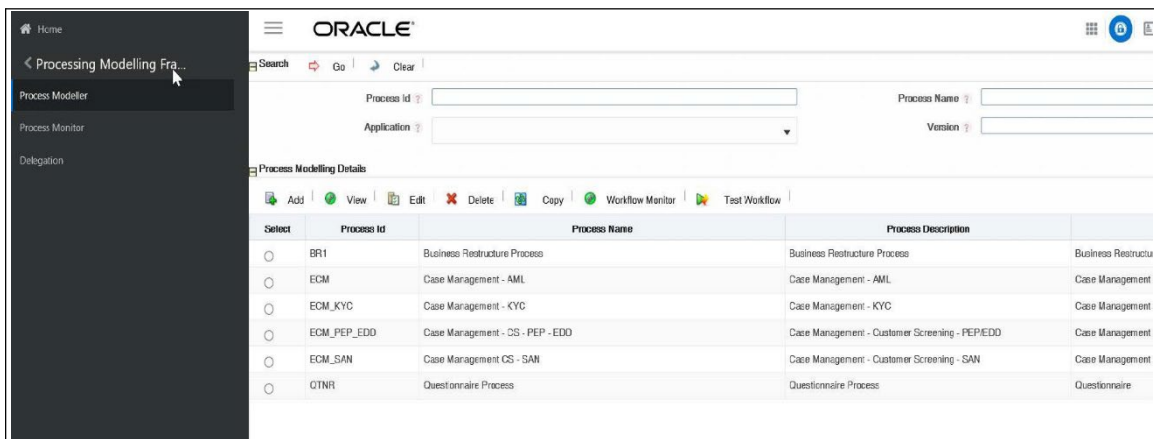 Home
ORACLE
< Processing Modelling Fra...
Search Go Clear
Process Modeller
Process Id ? Process Name ?
Process Monitor
Application ? Version ?
Delegation
Process Modelling Details
Add View Edit Delete Copy Workflow Monitor Test Workflow
Select Process Id Process Name Process Description
BR1 Business Restructure Process Business Restructure Process Business Restructu
ECM Case Management - AML Case Management - AML Case Management
ECM_KYC Case Management - KYC Case Management - KYC Case Management
ECM_PEP_EDD Case Management - CS - PEP - EDD Case Management - Customer Screening - PEP/EDD Case Management
ECM_SAN Case Management CS - SAN Case Management - Customer Screening - SAN Case Management
QTNR Questionnaire Process Questionnaire Process Questionnaire